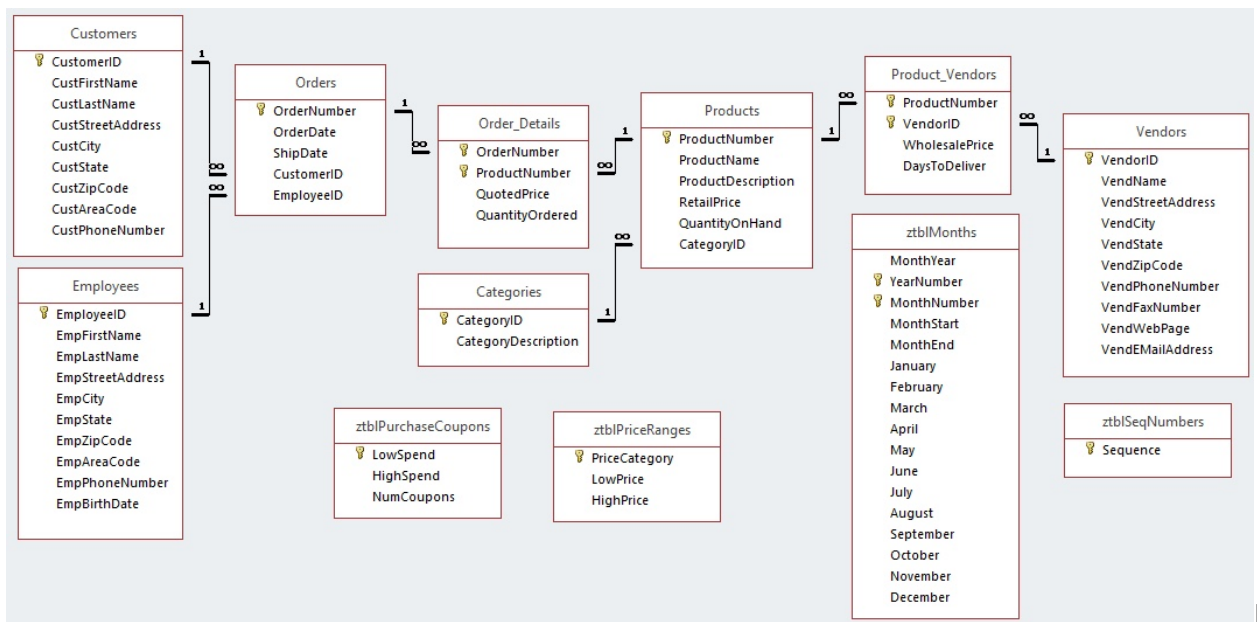 Customers
CustomerID
CustFirstName
CustLastName
CustStreetAddress
CustCity
CustState
CustZipCode
CustAreaCode
CustPhoneNumber
1
∞
∞
1
Employees
EmployeeID
EmpFirstName
EmpLastName
EmpStreetAddress
EmpCity
EmpState
EmpZipCode
EmpAreaCode
EmpPhoneNumber
EmpBirthDate
Orders
OrderNumber
OrderDate
ShipDate
CustomerID
EmployeeID
1
∞
Order_Details
OrderNumber
ProductNumber
QuotedPrice
QuantityOrdered
1
∞
Categories
CategoryID
CategoryDescription
∞
1
Products
ProductNumber
ProductName
ProductDescription
RetailPrice
QuantityOnHand
CategoryID
∞
1
Product_Vendors
ProductNumber
VendorID
WholesalePrice
DaysToDeliver
∞
1
Vendors
VendorID
VendName
VendStreetAddress
VendCity
VendState
VendZipCode
VendPhoneNumber
VendFaxNumber
VendWebPage
VendEMailAddress
ztblPurchaseCoupons
LowSpend
HighSpend
NumCoupons
ztblPriceRanges
PriceCategory
LowPrice
HighPrice
ztblMonths
MonthYear
YearNumber
MonthNumber
MonthStart
MonthEnd
January
February
March
April
May
June
July
August
September
October
November
December
ztblSeqNumbers
Sequence